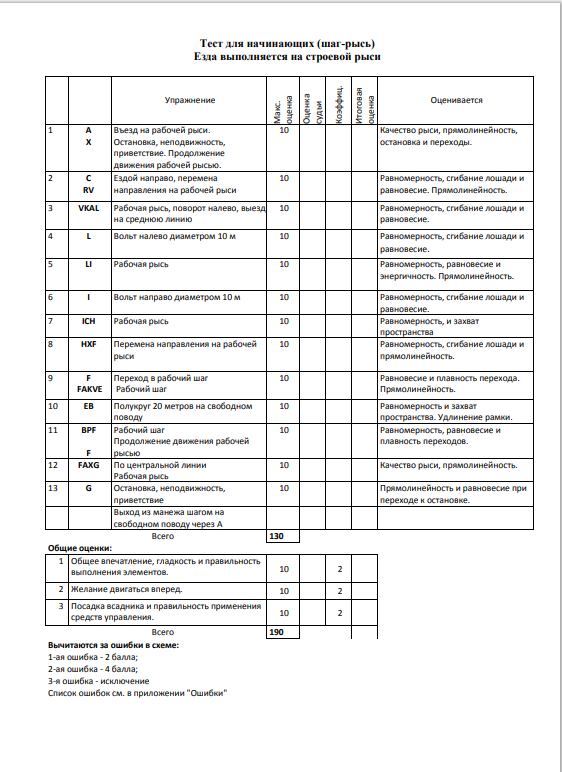 Тест для начинающих (шаг-рысь)
Езда выполняется на строевой рыси
Упражнение Макс. оценка Оценка судьи Коэффиц. Итоговая оценка Оценивается
1 A Въезд на рабочей рыси. 10 Качество рыси, прямолинейность,
X Остановка, неподвижность, остановка и переходы.
приветствие. Продолжение
движения рабочей рысью.
2 C Ездой направо, перемена 10 Равномерность, сгибание лошади и
RV направления на рабочей рыси равновесие. Прямолинейность.
3 VKAL Рабочая рысь, поворот налево, выезд 10 Равномерность, сгибание лошади и
на среднюю линию равновесие.
4 L Вольт налево диаметром 10 м 10 Равномерность, сгибание лошади и
равновесие.
5 LI Рабочая рысь 10 Равномерность, равновесие и
энергичность. Прямолинейность.
6 I Вольт направо диаметром 10 м 10 Равномерность, сгибание лошади и
равновесие.
7 ICH Рабочая рысь 10 Равномерность, и захват
пространства
8 HXF Перемена направления на рабочей 10 Равномерность, сгибание лошади и
рыси прямолинейность.
9 F Переход в рабочий шаг 10 Равновесие и плавность перехода.
FAKVE Рабочий шаг Прямолинейность.
10 EB Полукруг 20 метров на свободном 10 Равномерность и захват
поводу пространства. Удлинение рамки.
11 BPF Рабочий шаг 10 Равномерность, равновесие и
Продолжение движения рабочей плавность переходов.
F рысью
12 FAXG По центральной линии 10 Качество рыси, прямолинейность.
Рабочая рысь
13 G Остановка, неподвижность, 10 Прямолинейность и равновесие при
приветствие переходе к остановке.
Выход из манежа шагом на
свободном поводу через А
Всего 130
Общие оценки:
1 Общее впечатление, гладкость и правильность 10 2
выполнения элементов.
2 Желание двигаться вперед. 10 2
3 Посадка всадника и правильность применения 10 2
средств управления.
Всего 190
Вычитаются за ошибки в схеме:
1-ая ошибка - 2 балла;
2-ая ошибка - 4 балла;
3-я ошибка - исключение
Список ошибок см. в приложении "Ошибки"